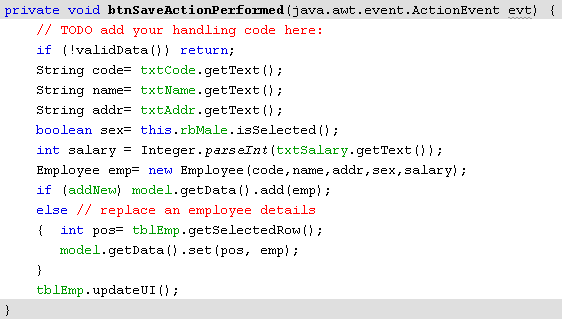 private void btnSaveActionPerformed(java.awt.event.ActionEvent evt) {
// TODO add your handling code here:
if (!validData()) return;
String code= txtCode.getText();
String name= txtName.getText();
String addr= txtAddr.getText();
boolean sex= this.rbMale.isSelected();
int salary = Integer.parseInt(txtSalary.getText());
Employee emp= new Employee(code,name,addr,sex,salary);
if (addNew) model.getData().add(emp);
else // replace an employee details
{  int pos= tblEmp.getSelectedRow();
model.getData().set(pos, emp);
}
tblEmp.updateUI();
}